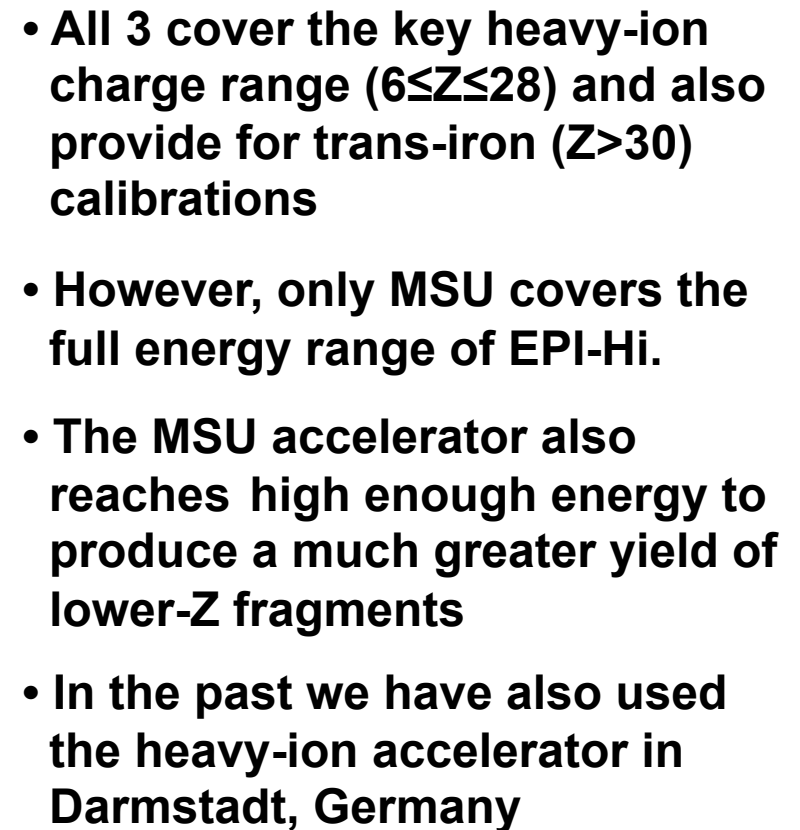 • All 3 cover the key heavy-ion
charge range (6≤Z≤28) and also
provide for trans-iron (Z>30)
calibrations
• However, only MSU covers the
full energy range of EPI-Hi.
• The MSU accelerator also
reaches high enough energy to
produce a much greater yield of
lower-Z fragments
• In the past we have also used
the heavy-ion accelerator in
Darmstadt, Germany